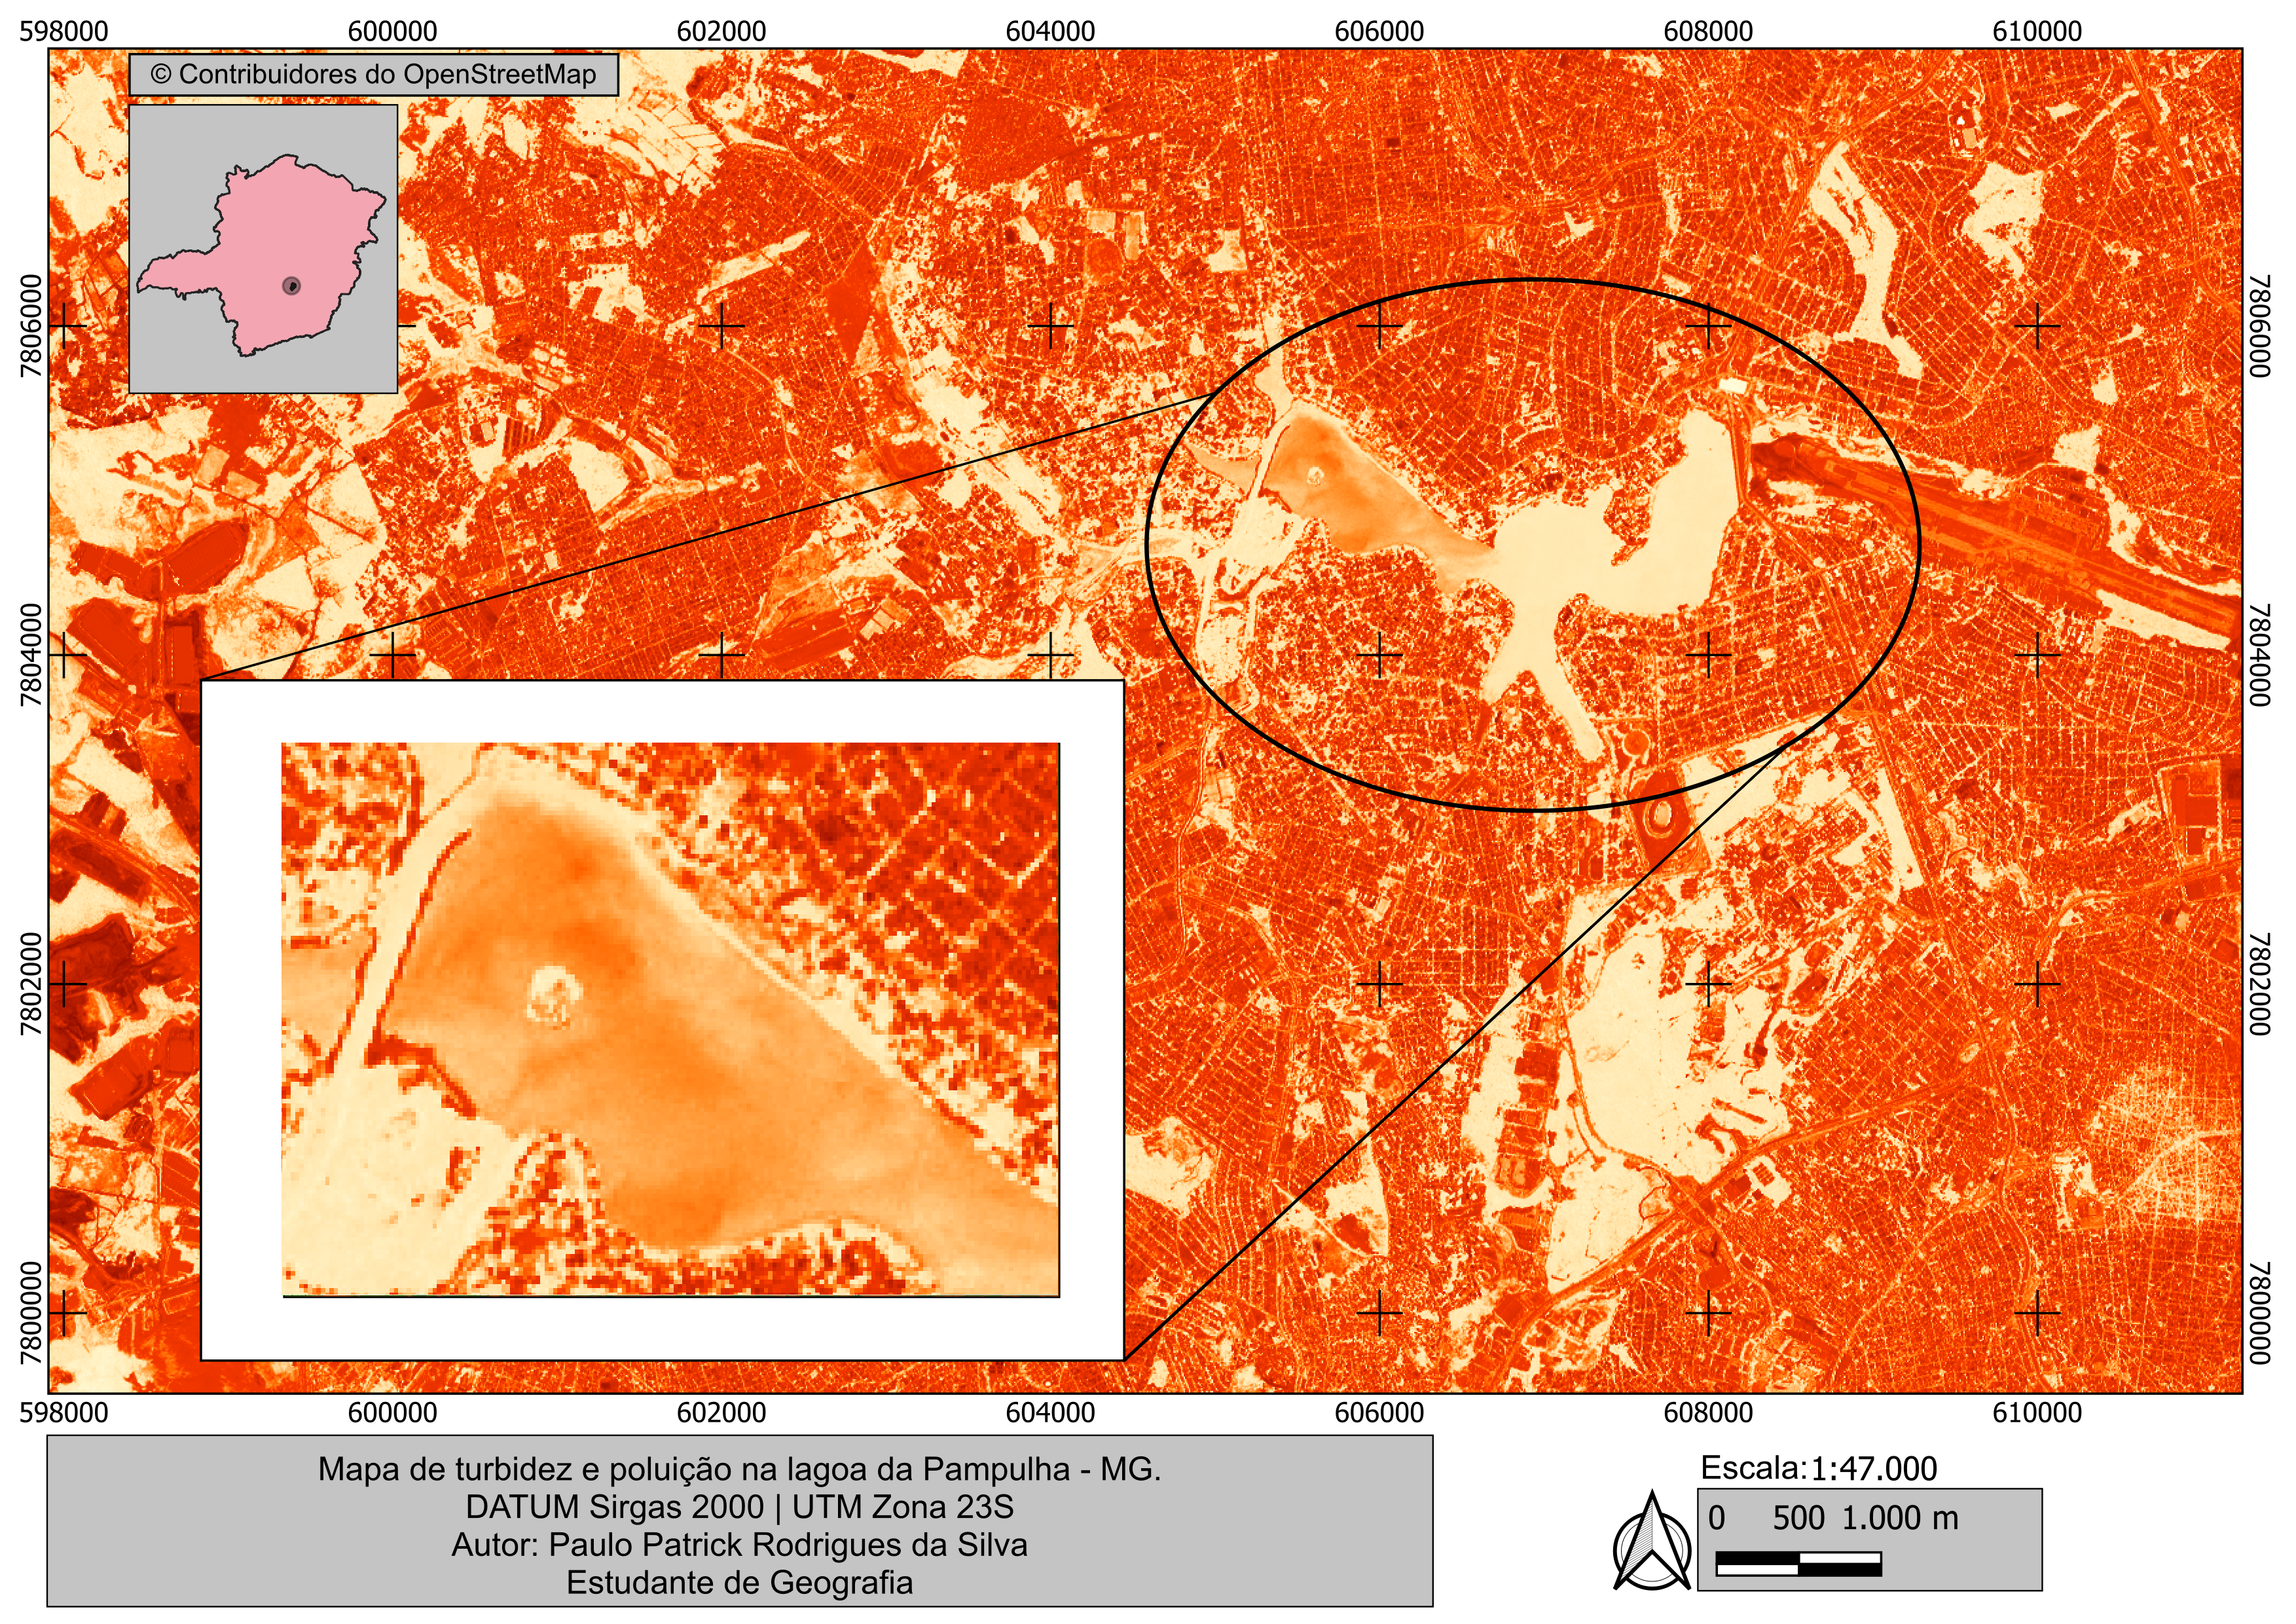 598000 600000 602000 604000 606000 608000 610000
© Contribuidores do OpenStreetMap
7806000 7806000
7804000 7804000
7802000 7802000
7800000 7800000
598000 600000 602000 604000 606000 608000 610000
Mapa de turbidez e poluição na lagoa da Pampulha - MG.
DATUM Sirgas 2000 | UTM Zona 23S
Autor: Paulo Patrick Rodrigues da Silva
Estudante de Geografia
Escala:1:47.000
0 500 1.000 m